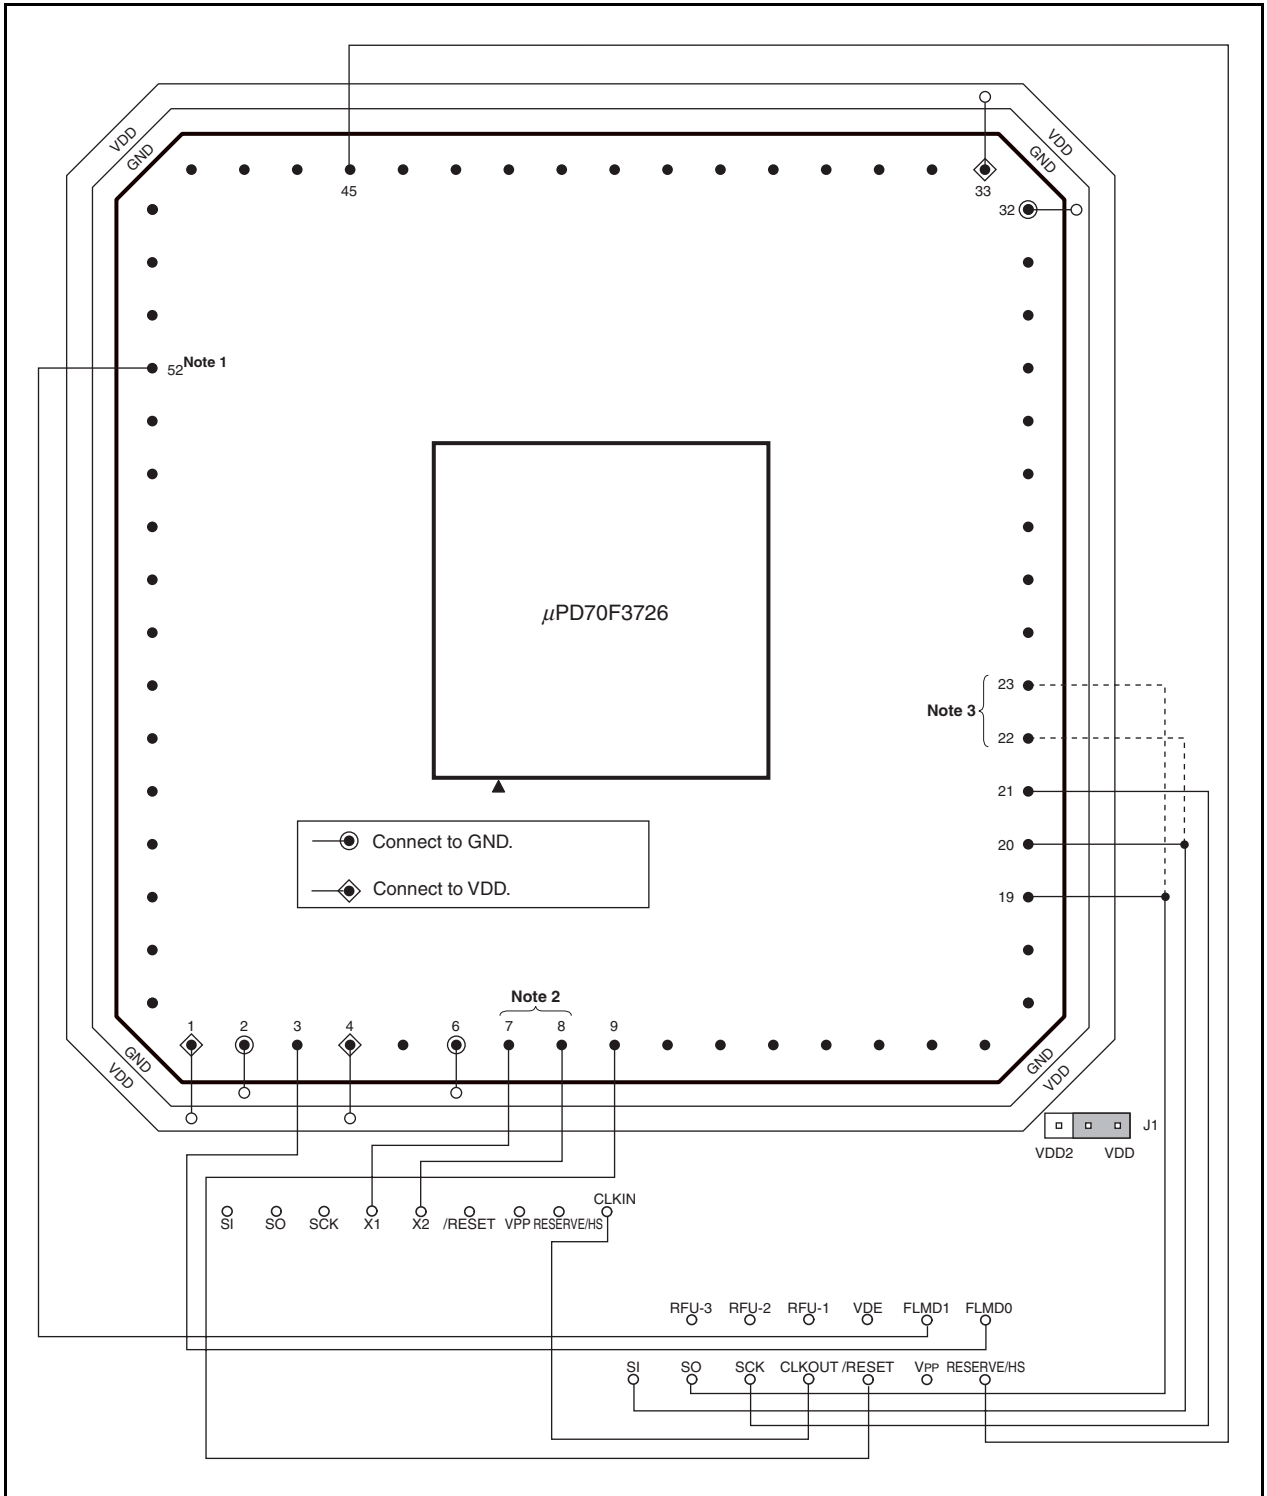 VDD
GND
VDD
GND
45
33
32
52 Note 1
μPD70F3726
23
Note 3
22
21
20
19
Connect to GND.
Connect to VDD.
Note 2
1 2 3 4 6 7 8 9
GND
VDD
GND
VDD
J1
VDD2 VDD
CLKIN
SI SO SCK X1 X2 /RESET VPP RESERVE/HS
RFU-3 RFU-2 RFU-1 VDE FLMD1 FLMD0
SI SO SCK CLKOUT /RESET VPP RESERVE/HS